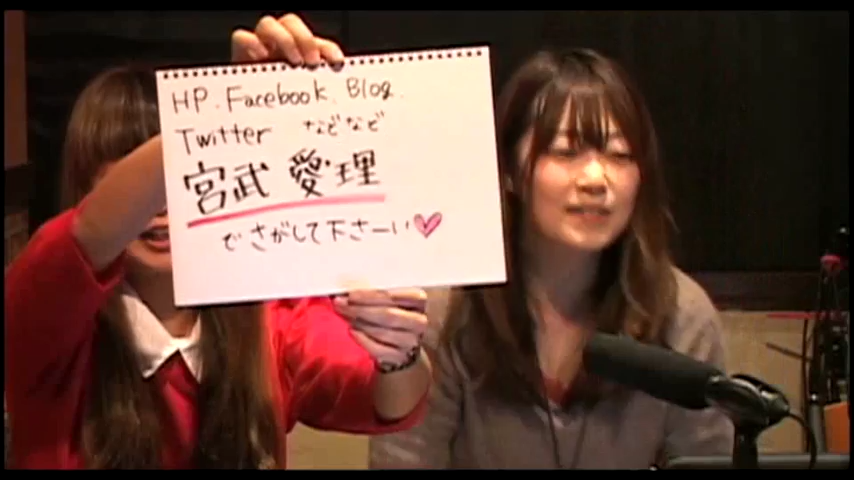 HP. Facebook. Blog.
Twitter などなど
宮武 愛理
でさがして下さーい♡